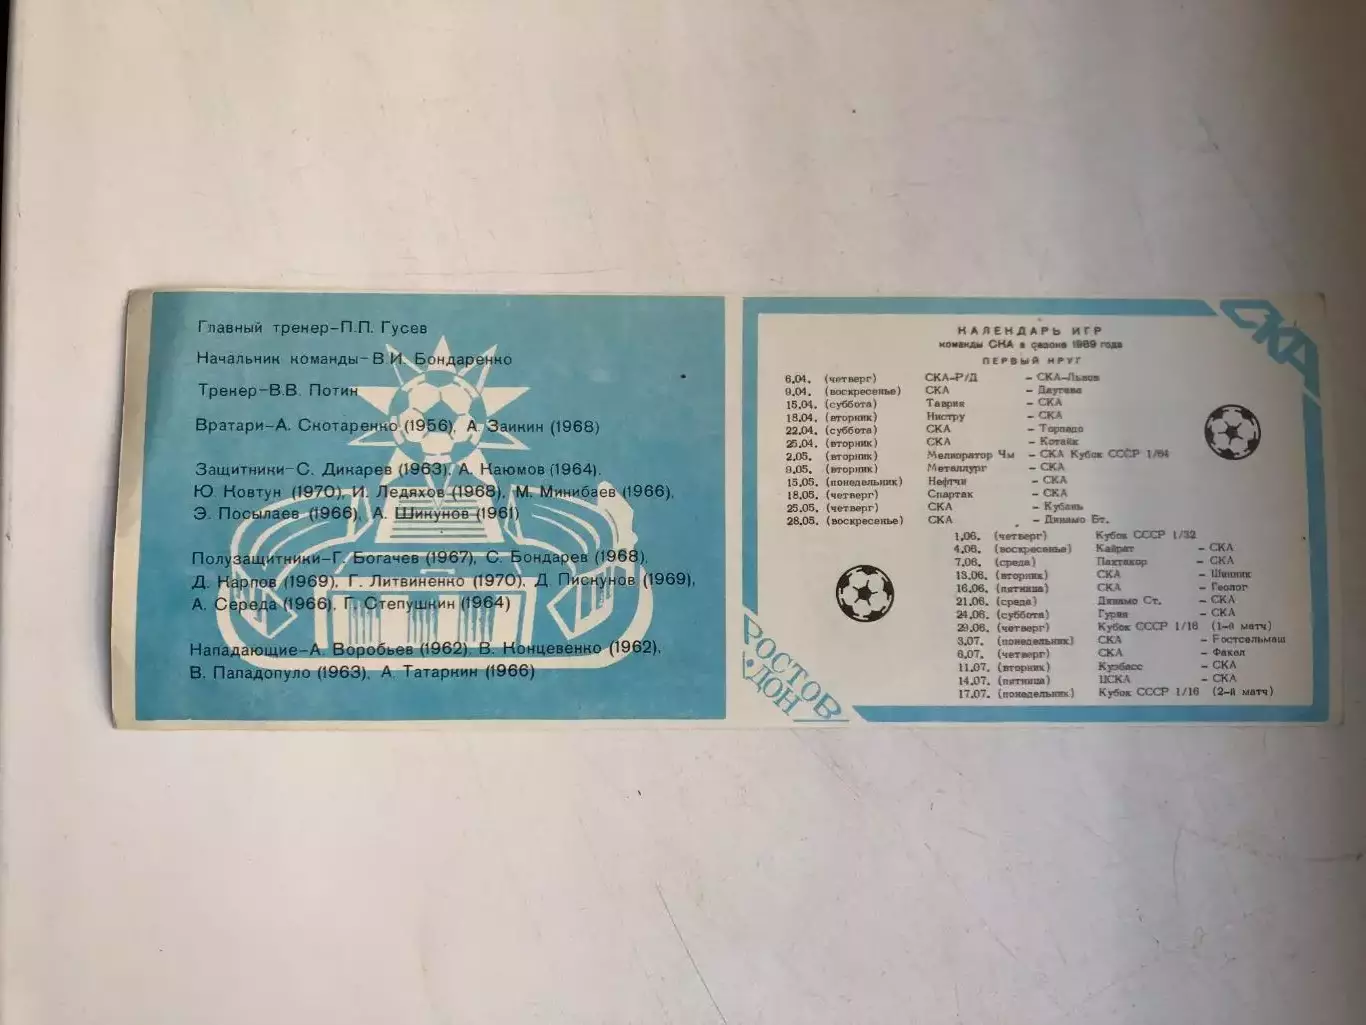 Главный тренер-П.П. Гусев
Начальник команды-В.И. Бондаренко
Тренер-В.В. Потин
Вратари-А. Скотаренко (1956), А. Заикин (1968)
Защитники-С. Дикарев (1963), А. Каюмов (1964),
Ю. Ковтун (1970), И. Ледяхов (1968), М. Минибаев (1966),
Э. Посылаев (1966), А. Шикунов (1961)
Полузащитники-Г. Богачев (1967), С. Бондарев (1968),
Д. Карпов (1969), Г. Литвиненко (1970), Д. Пискунов (1969),
А. Середа (1966), Г. Степушкин (1964)
Нападающие-А. Воробьев (1962), В. Концевенко (1962),
В. Пападопуло (1963), А. Татаркин (1966)
СКА
КАЛЕНДАРЬ ИГР
команды СКА в сезоне 1989 года
ПЕРВЫЙ КРУГ
6.04. (четверг) СКА-Р/Д - СКА-Львов
9.04. (воскресенье) СКА - Даугава
15.04. (суббота) Таврия - СКА
18.04. (вторник) Нистру - СКА
22.04. (суббота) СКА - Торпедо
25.04. (вторник) СКА - Котайк
2.05. (вторник) Мелиоратор Чм - СКА Кубок СССР 1/64
9.05. (вторник) Металлург - СКА
15.05. (понедельник) Нефтчи - СКА
18.05. (четверг) Спартак - СКА
25.05. (четверг) СКА - Кубань
28.05. (воскресенье) СКА - Динамо Бт.
1.06. (четверг) Кубок СССР 1/32
4.06. (воскресенье) Кайрат - СКА
7.06. (среда) Пахтакор - СКА
13.06. (вторник) СКА - Шинник
16.06. (пятница) СКА - Геолог
21.06. (среда) Динамо Ст. - СКА
24.06. (суббота) Гурия - СКА
29.06. (четверг) Кубок СССР 1/16 (1-й матч)
3.07. (понедельник) СКА - Ростсельмаш
6.07. (четверг) СКА - Факел
11.07. (вторник) Кузбасс - СКА
14.07. (пятница) ЦСКА - СКА
17.07. (понедельник) Кубок СССР 1/16 (2-й матч)
РОСТОВ
ДОН